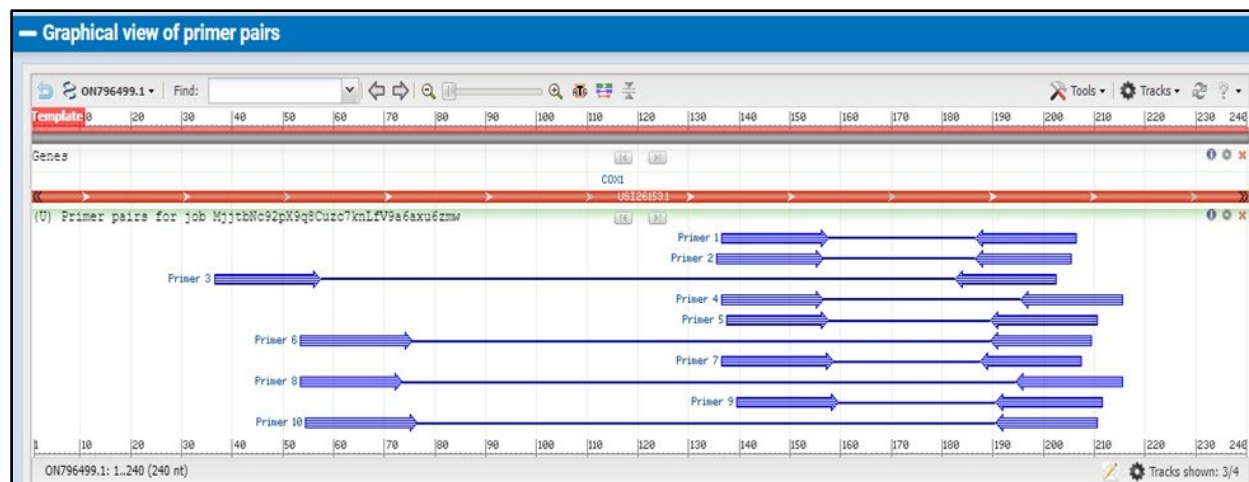 Graphical view of primer pairs
ON796499.1 Find: Tools Tracks ?
Template 0 |20 |30 |40 |50 |60 |70 |80 |90 |100 |110 |120 |130 |140 |150 |160 |170 |180 |190 |200 |210 |220 |230 240
Genes
COX1
USI26153.1
(U) Primer pairs for job MjjtbNc92pX9q8Cuzc7knLfV9a6axu6zmw
Primer 1
Primer 2
Primer 3
Primer 4
Primer 5
Primer 6
Primer 7
Primer 8
Primer 9
Primer 10
1 |10 |20 |30 |40 |50 |60 |70 |80 |90 |100 |110 |120 |130 |140 |150 |160 |170 |180 |190 |200 |210 |220 |230 240
ON796499.1: 1..240 (240 nt) Tracks shown: 3/4